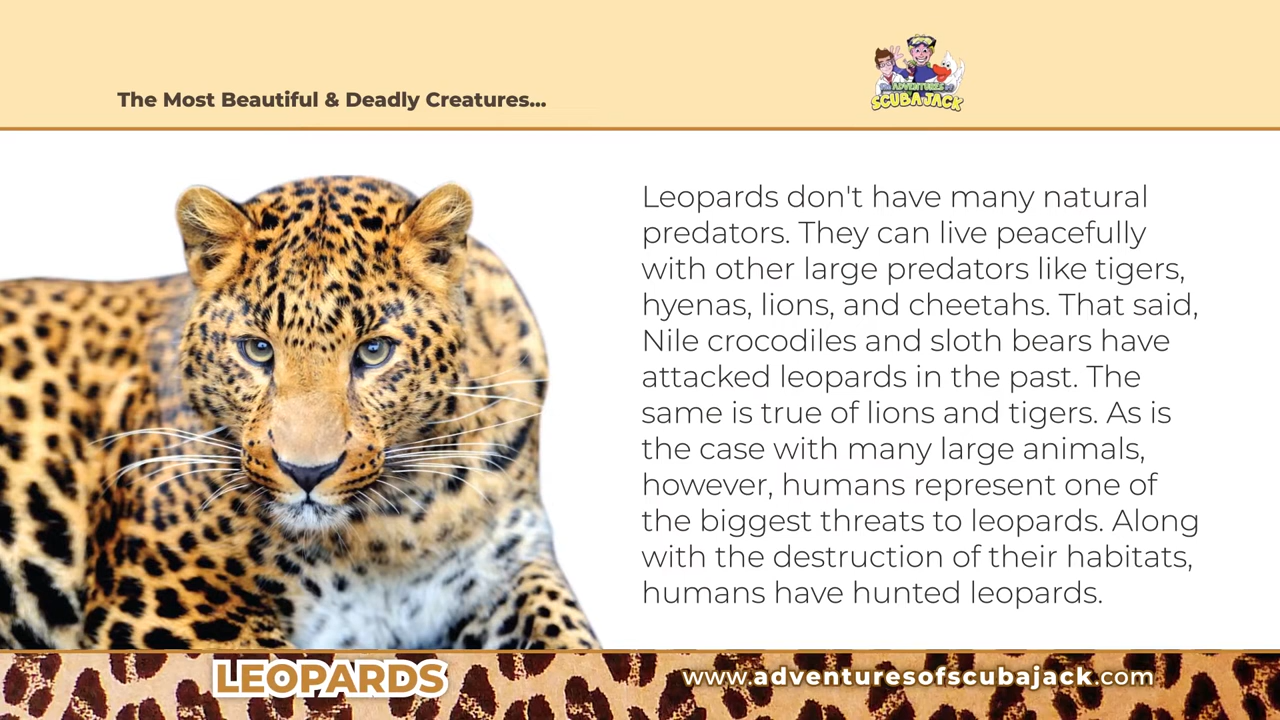 The Most Beautiful & Deadly Creatures...
THE ADVENTURES OF
SCUBA JACK
Leopards don't have many natural
predators. They can live peacefully
with other large predators like tigers,
hyenas, lions, and cheetahs. That said,
Nile crocodiles and sloth bears have
attacked leopards in the past. The
same is true of lions and tigers. As is
the case with many large animals,
however, humans represent one of
the biggest threats to leopards. Along
with the destruction of their habitats,
humans have hunted leopards.
LEOPARDS
www.adventuresofscubajack.com